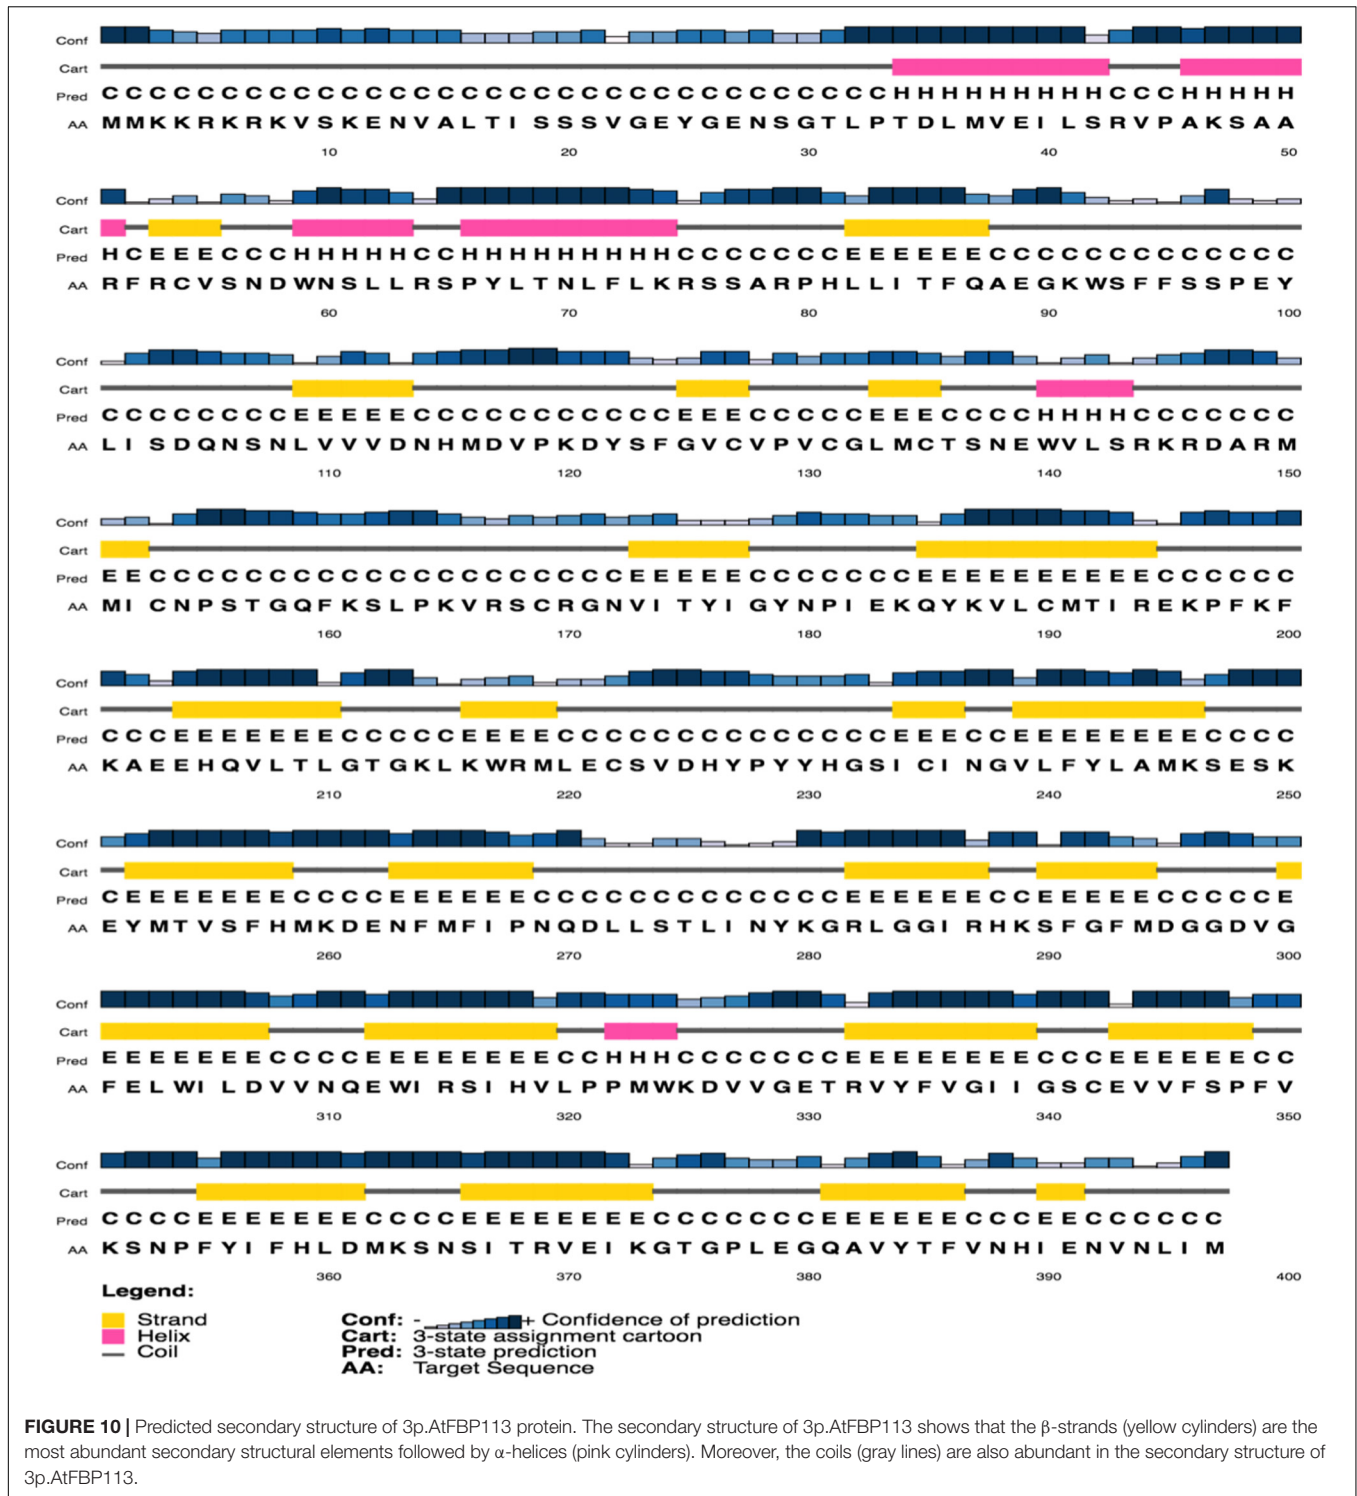 Conf
Cart
Pred CCCCCCCCCCCCCCCCCCCCCCCCCCCCCCCCCHHHHHHHHHCCCHHHHH
AA MMKKRKRKVSKENVALTISSSVGEYGENSGTLPTDLMVEILSRVPAKSAA
10 20 30 40 50
Conf
Cart
Pred HCEEECCCHHHHHCCHHHHHHHHHCCCCCCCEEEEEECCCCCCCCCCCCC
AA RFRCVSNDWNSLLRSPYLTNLFLKRSSARPHLLITFQAEGKWSFFSSPEY
60 70 80 90 100
Conf
Cart
Pred CCCCCCCCEEEEECCCCCCCCCCCEEECCCCCEEECCCCHHHHCCCCCCC
AA LISDQNSNLVVVDNHMDVPKDYSFGVCVPVCGLMCTSNEWVLSRKRDARM
110 120 130 140 150
Conf
Cart
Pred EECCCCCCCCCCCCCCCCCCCCEEEEECCCCCCCEEEEEEEEEECCCCCC
AA MICNPSTGQFKSLPKVRSCRGNVITYIGYNPIEKQYKVLCMTIREKPFKF
160 170 180 190 200
Conf
Cart
Pred CCCEEEEEEECCCCCEEEECCCCCCCCCCCCCCEEECCEEEEEEEECCCC
AA KAEEHQVLTLGTGKLKWRMLECSVDHYPYYHGSICINGVLFYLAMKSESK
210 220 230 240 250
Conf
Cart
Pred CEEEEEEECCCCEEEEEECCCCCCCCCCCCCEEEEEECCEEEEECCCCCE
AA EYMTVSFHMKDENFMFIPNQDLLSTLINYKGRLGGIRHKSFGFMDGGDVG
260 270 280 290 300
Conf
Cart
Pred EEEEEEECCCCEEEEEEEECCHHHCCCCCCCEEEEEEEECCCEEEEEECC
AA FELWILDVVNQEWIRSIHVLPPMWKDVVGETRVYFVGIIGSCEVVFSPFV
310 320 330 340 350
Conf
Cart
Pred CCCCEEEEEEECCCCEEEEEEEECCCCCCCEEEEEECCCEECCCCCC
AA KSNPFYIFHLDMKSNSITRVEIKGTGPLEGQAVYTFVNHIENVNLIM
360 370 380 390 400
Legend:
Strand
Helix
Coil
Conf: - + Confidence of prediction
Cart: 3-state assignment cartoon
Pred: 3-state prediction
AA: Target Sequence
FIGURE 10 | Predicted secondary structure of 3p.AtFBP113 protein. The secondary structure of 3p.AtFBP113 shows that the β-strands (yellow cylinders) are the
most abundant secondary structural elements followed by α-helices (pink cylinders). Moreover, the coils (gray lines) are also abundant in the secondary structure of
3p.AtFBP113.